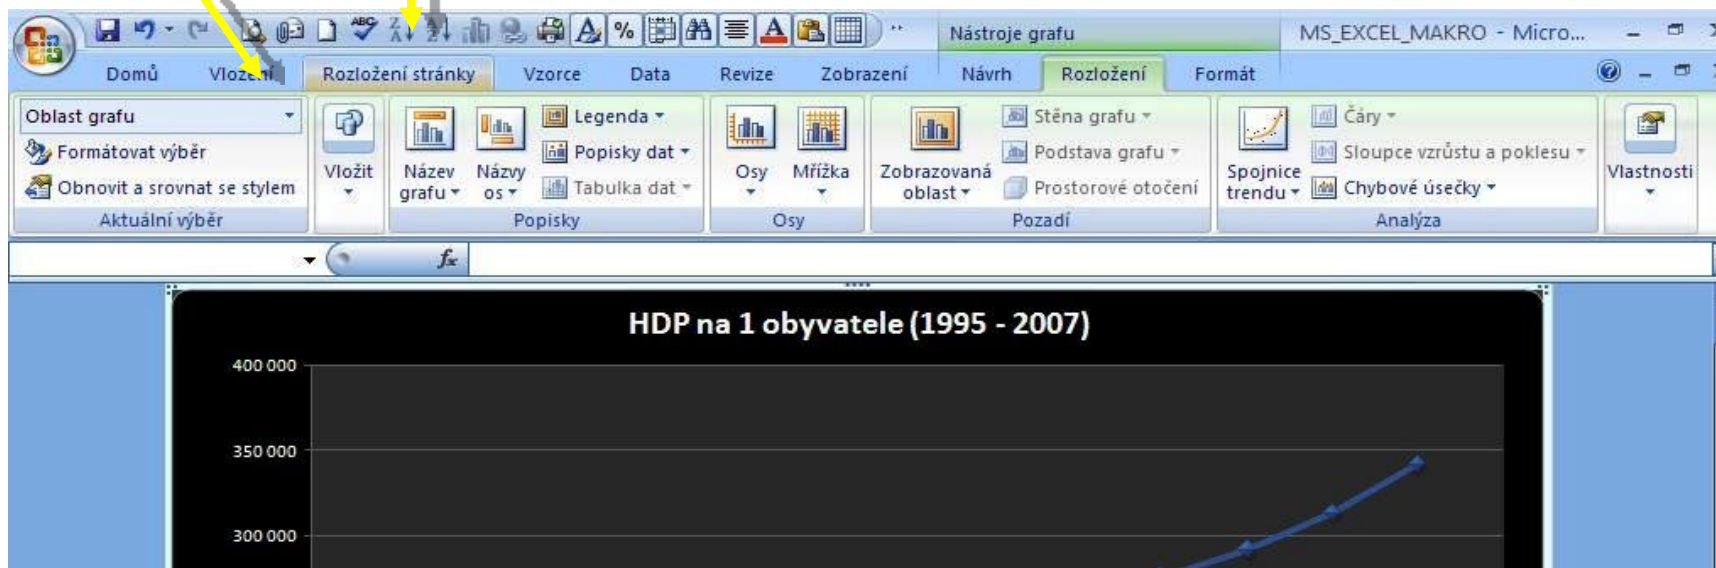 ABC Z A A Z % A A Nástroje grafu MS_EXCEL_MAKRO - Micro...
Domů Vložení Rozložení stránky Vzorce Data Revize Zobrazení Návrh Rozložení Formát
Oblast grafu
Formátovat výběr
Obnovit a srovnat se stylem
Aktuální výběr
Vložit
Název grafu
Názvy os
Legenda
Popisky dat
Tabulka dat
Popisky
Osy
Mřížka
Osy
Zobrazovaná oblast
Stěna grafu
Podstava grafu
Prostorové otočení
Pozadí
Spojnice trendu
Čáry
Sloupce vzrůstu a poklesu
Chybové úsečky
Analýza
Vlastnosti
fx
HDP na 1 obyvatele (1995 - 2007)
400 000
350 000
300 000